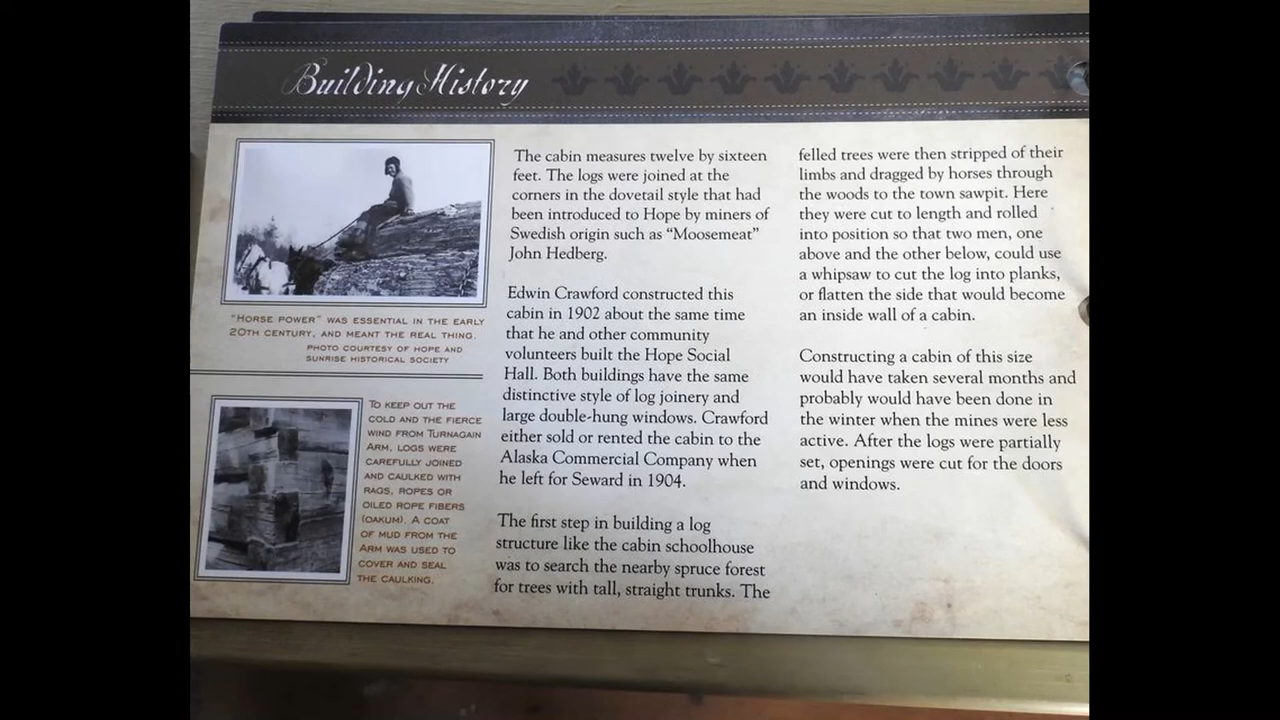 Building History
"HORSE POWER" WAS ESSENTIAL IN THE EARLY
20TH CENTURY, AND MEANT THE REAL THING.
PHOTO COURTESY OF HOPE AND
SUNRISE HISTORICAL SOCIETY
TO KEEP OUT THE
COLD AND THE FIERCE
WIND FROM TURNAGAIN
ARM, LOGS WERE
CAREFULLY JOINED
AND CAULKED WITH
RAGS, ROPES OR
OILED ROPE FIBERS
(OAKUM). A COAT
OF MUD FROM THE
ARM WAS USED TO
COVER AND SEAL
THE CAULKING.
The cabin measures twelve by sixteen
feet. The logs were joined at the
corners in the dovetail style that had
been introduced to Hope by miners of
Swedish origin such as "Moosemeat"
John Hedberg.
Edwin Crawford constructed this
cabin in 1902 about the same time
that he and other community
volunteers built the Hope Social
Hall. Both buildings have the same
distinctive style of log joinery and
large double-hung windows. Crawford
either sold or rented the cabin to the
Alaska Commercial Company when
he left for Seward in 1904.
The first step in building a log
structure like the cabin schoolhouse
was to search the nearby spruce forest
for trees with tall, straight trunks. The
felled trees were then stripped of their
limbs and dragged by horses through
the woods to the town sawpit. Here
they were cut to length and rolled
into position so that two men, one
above and the other below, could use
a whipsaw to cut the log into planks,
or flatten the side that would become
an inside wall of a cabin.
Constructing a cabin of this size
would have taken several months and
probably would have been done in
the winter when the mines were less
active. After the logs were partially
set, openings were cut for the doors
and windows.